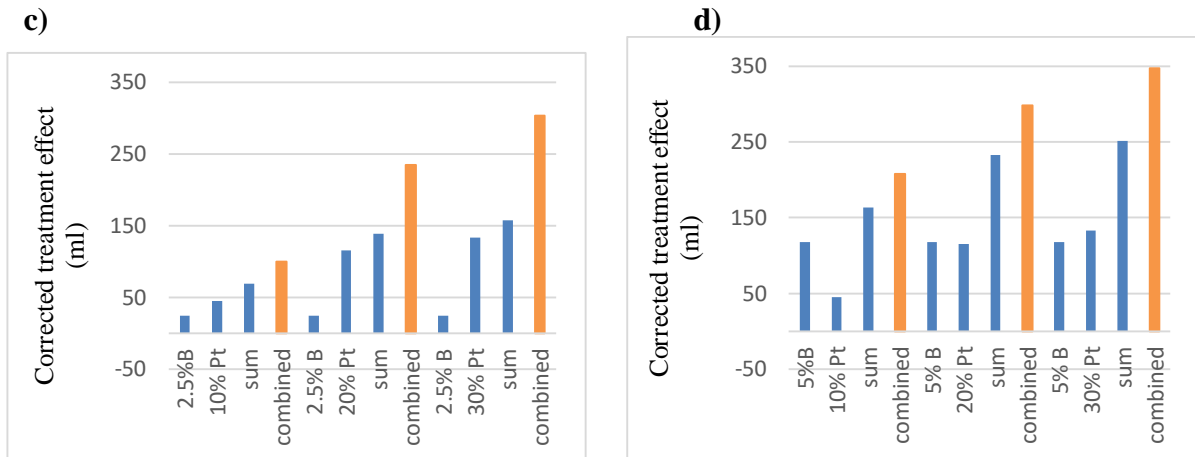 c)
Corrected treatment effect
(ml)
350
250
150
50
-50
2.5%B
10% Pt
sum
combined
2.5% B
20% Pt
sum
combined
2.5% B
30% Pt
sum
combined
d)
Corrected treatment effect
(ml)
350
250
150
50
-50
5%B
10% Pt
sum
combined
5% B
20% Pt
sum
combined
5% B
30% Pt
sum
combined